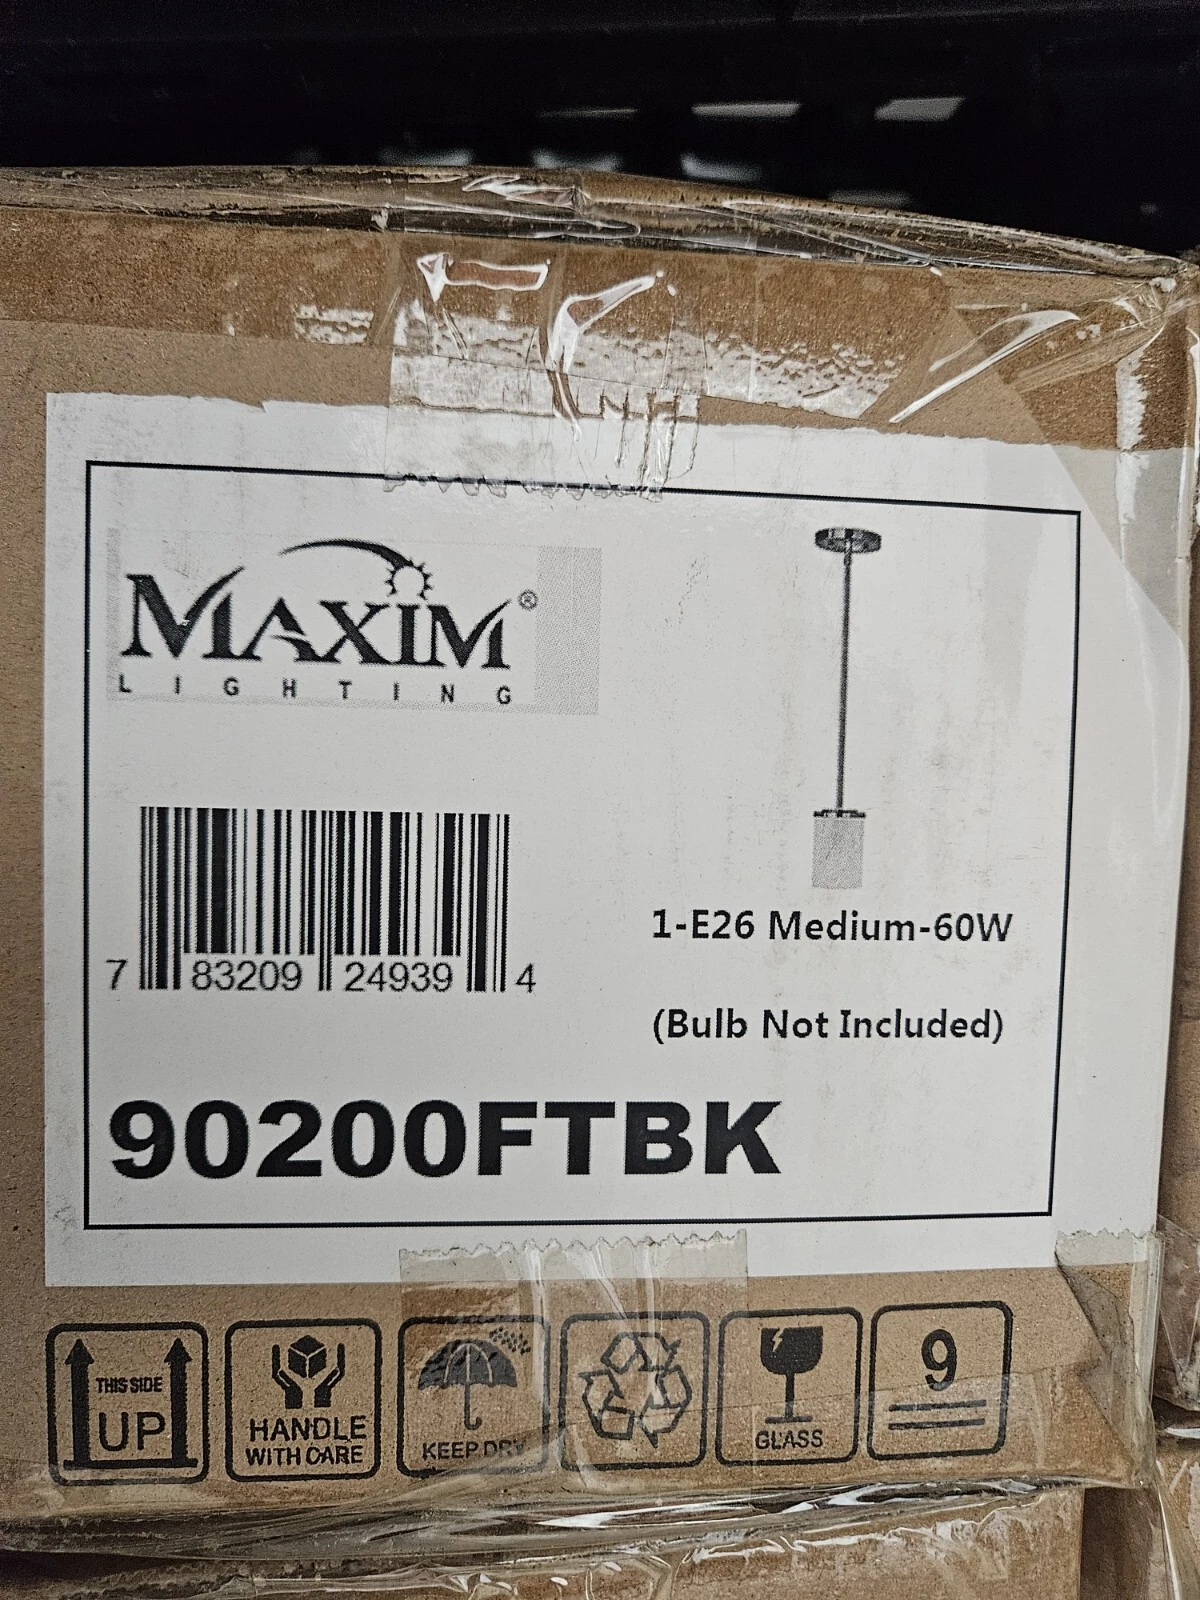 MAXIM®
LIGHTING
7 83209 24939 4
1-E26 Medium-60W
(Bulb Not Included)
90200FTBK
THIS SIDE
UP
HANDLE
WITH CARE
KEEP DRY
GLASS
9